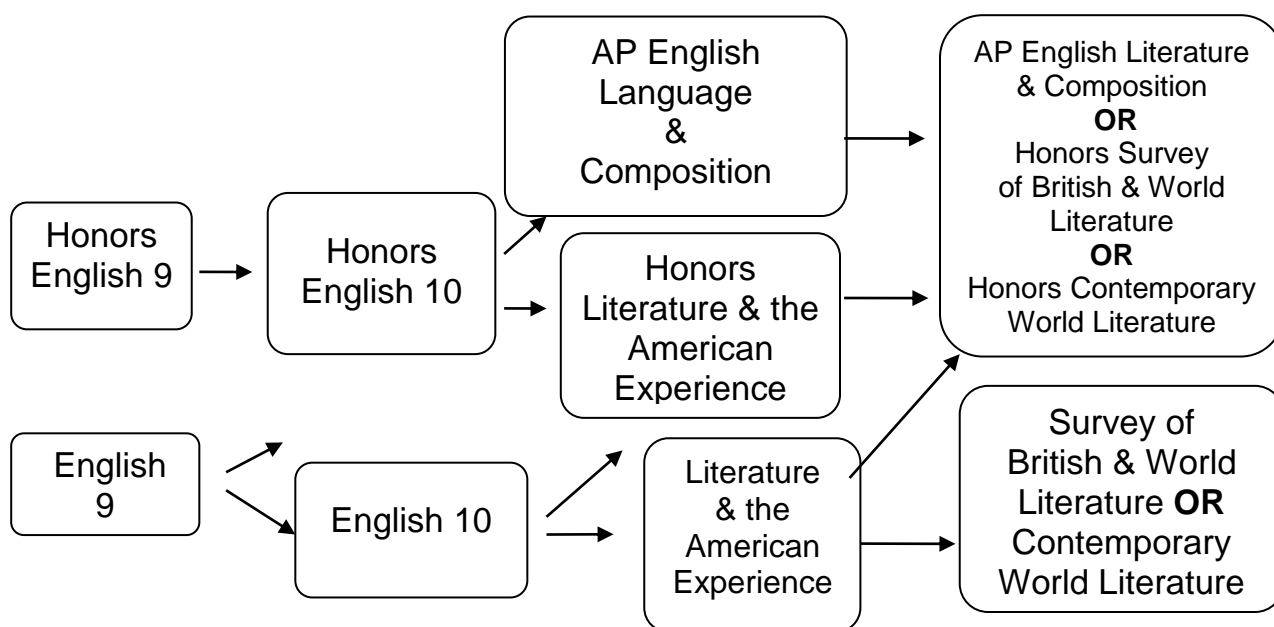 Honors
English 9
Honors
English 10
AP English
Language
&
Composition
Honors
Literature & the
American
Experience
AP English Literature
& Composition
OR
Honors Survey
of British & World
Literature
OR
Honors Contemporary
World Literature
English
9
English 10
Literature
& the
American
Experience
Survey of
British & World
Literature OR
Contemporary
World Literature